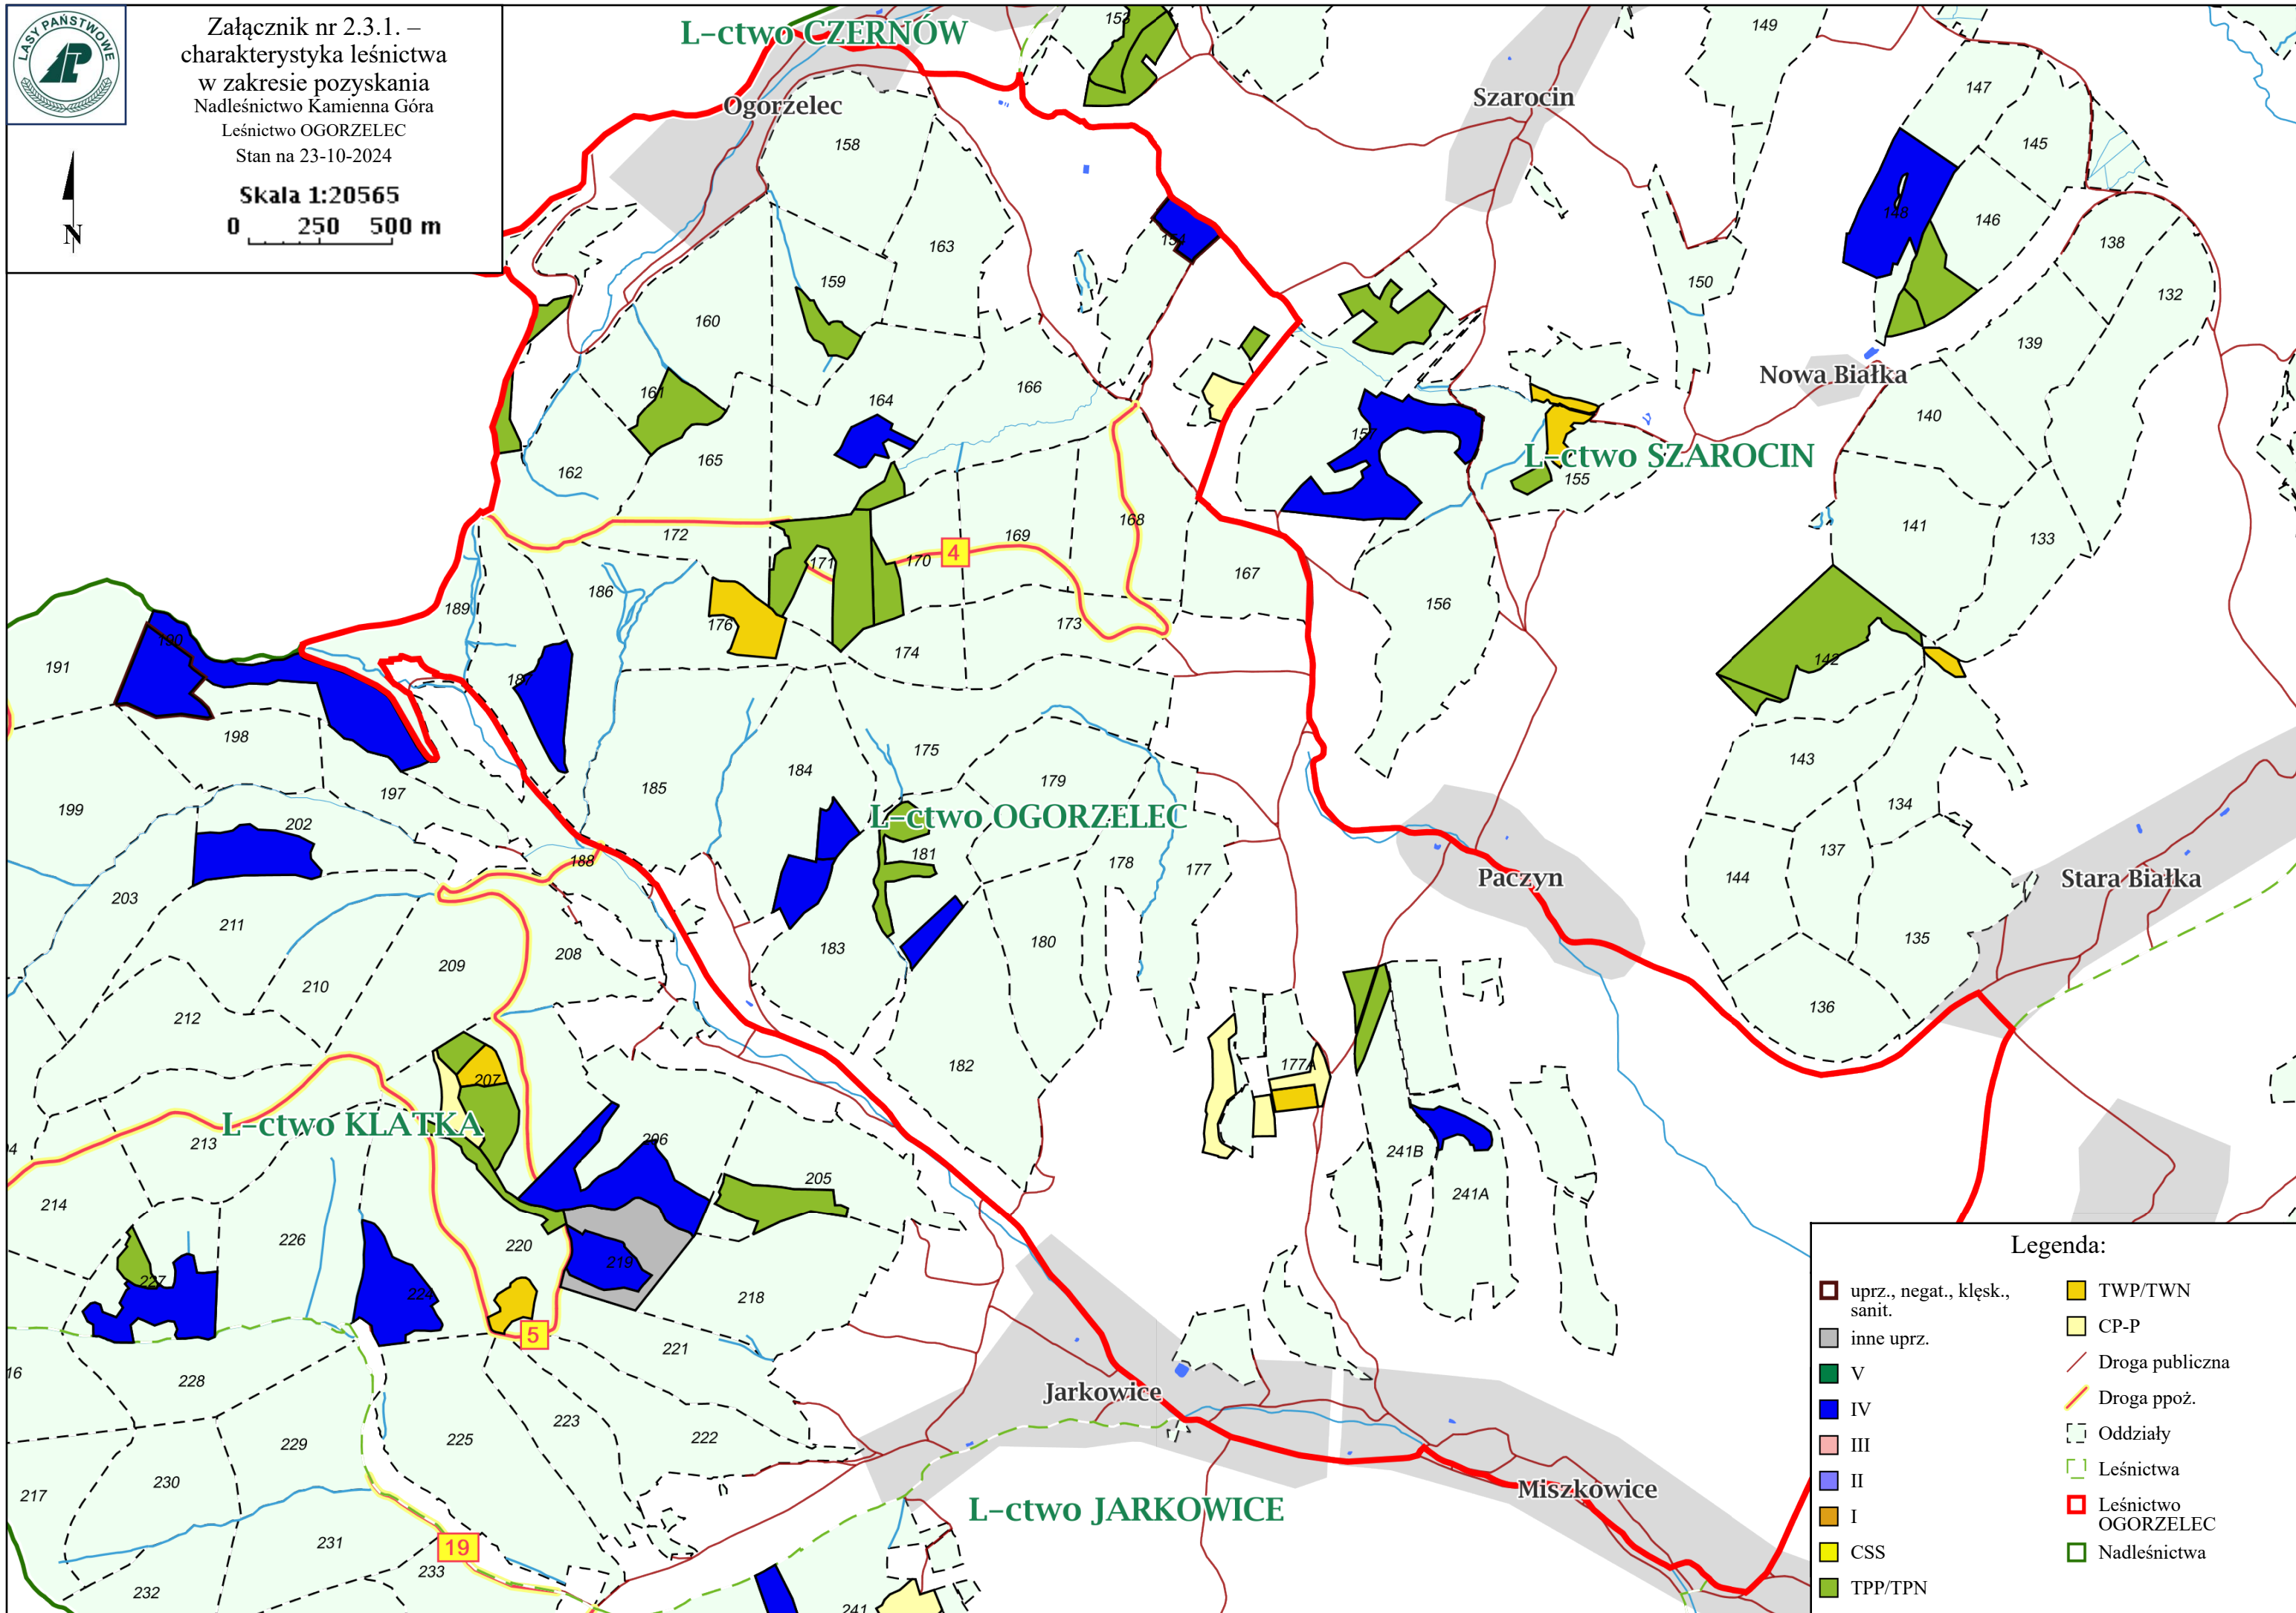 LASY PAŃSTWOWE
Załącznik nr 2.3.1. –
charakterystyka leśnictwa
w zakresie pozyskania
Nadleśnictwo Kamienna Góra
Leśnictwo OGORZELEC
Stan na 23-10-2024
N
Skala 1:20565
0 250 500 m
L-ctwo CZERNÓW
153
149
Ogorzelec
Szarocin
147
158
145
148
146
154
163
138
159
150
132
160
139
Nowa Białka
161
164
166
140
157
165
L-ctwo SZAROCIN
162
155
168
172
169
141
133
171
170
4
167
186
189
156
176
173
190
174
142
191
187
198
175
143
184
179
185
197
199
134
L-ctwo OGORZELEC
202
137
181
188
178
177
144
Paczyn
Stara Białka
203
211
183
180
135
208
209
210
136
212
182
177A
207
L-ctwo KLATKA
213
206
241B
4
205
241A
214
226
220
219
227
224
218
5
221
16
228
Jarkowice
223
222
229
225
230
217
Miszkowice
L-ctwo JARKOWICE
231
19
233
232
241
Legenda:
uprz., negat., klęsk.,
sanit.
inne uprz.
V
IV
III
II
I
CSS
TPP/TPN
TWP/TWN
CP-P
Droga publiczna
Droga ppoż.
Oddziały
Leśnictwa
Leśnictwo
OGORZELEC
Nadleśnictwa